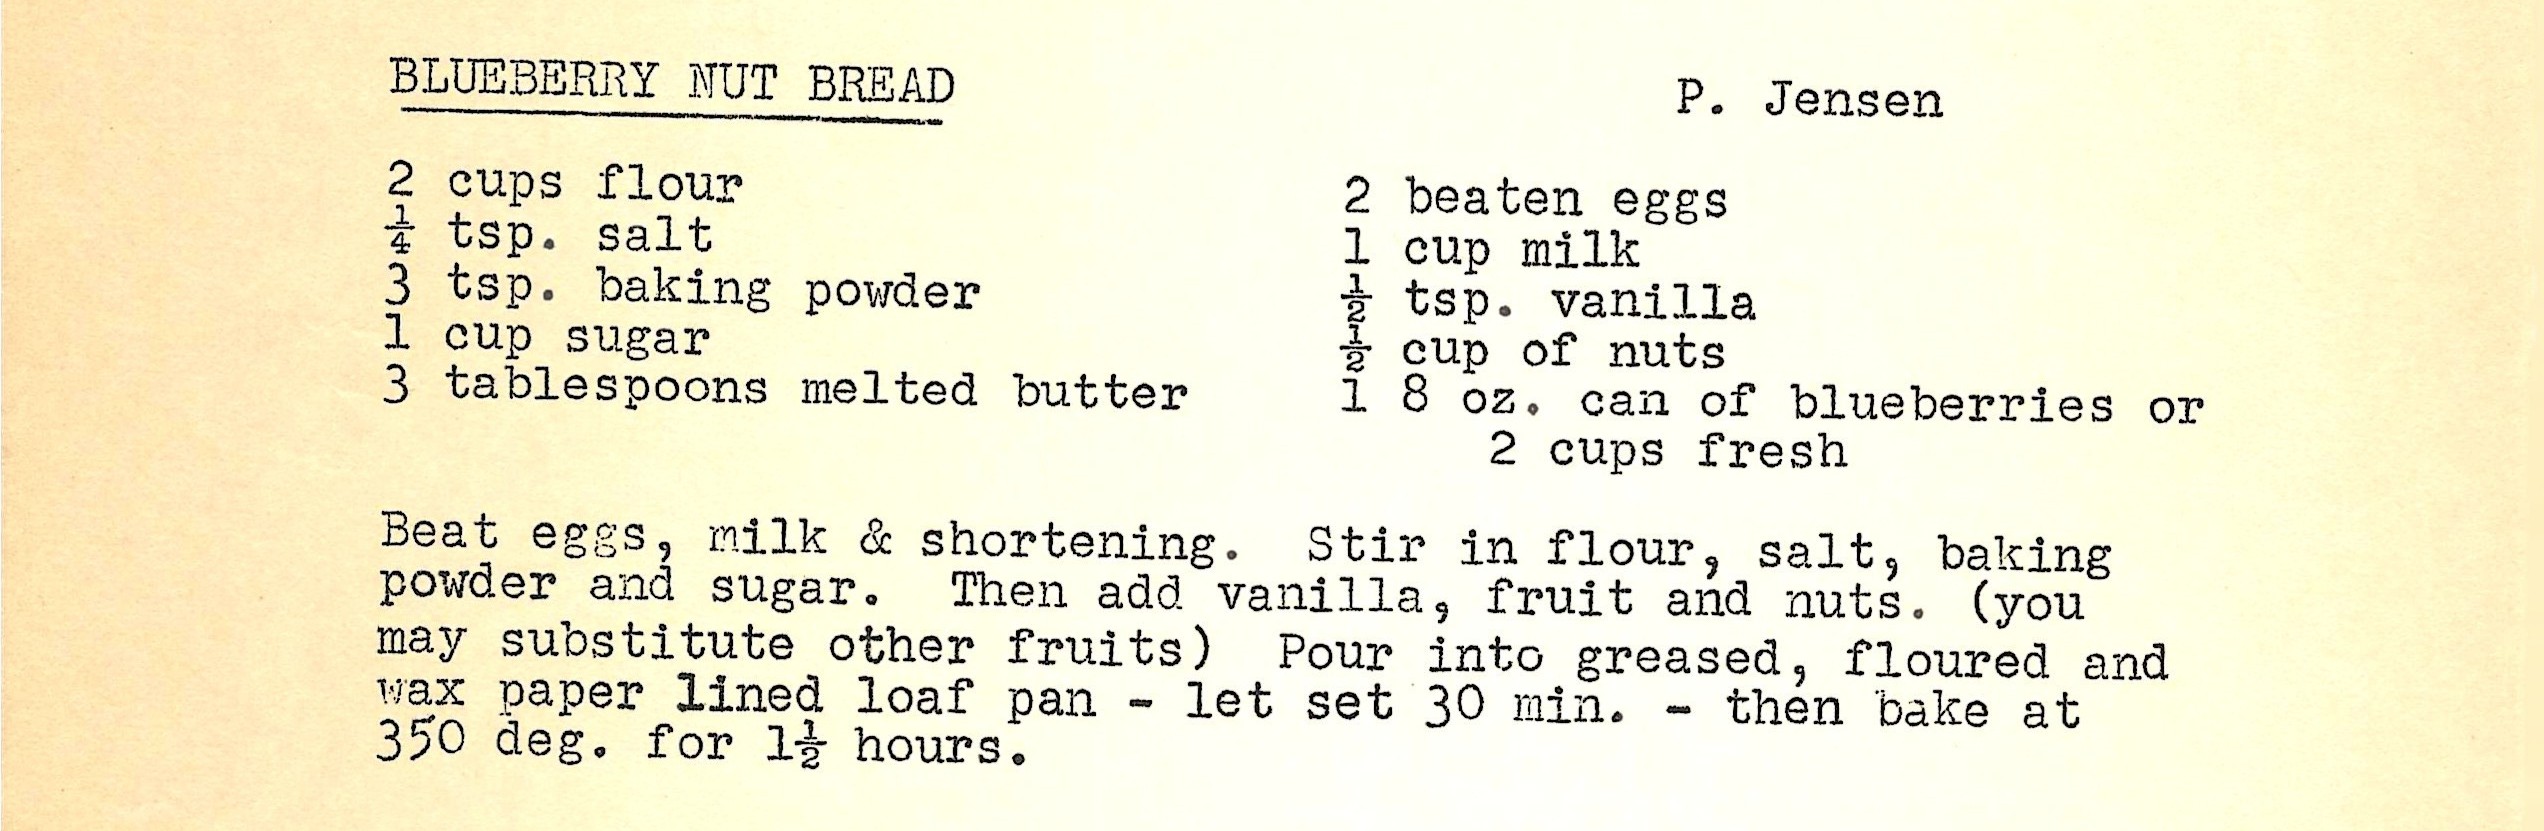 BLUEBERRY NUT BREAD
P. Jensen
2 cups flour
¼ tsp. salt
3 tsp. baking powder
1 cup sugar
3 tablespoons melted butter
2 beaten eggs
1 cup milk
½ tsp. vanilla
½ cup of nuts
1 8 oz. can of blueberries or
2 cups fresh
Beat eggs, milk & shortening. Stir in flour, salt, baking
powder and sugar. Then add vanilla, fruit and nuts. (you
may substitute other fruits) Pour into greased, floured and
wax paper lined loaf pan - let set 30 min. - then bake at
350 deg. for 1½ hours.